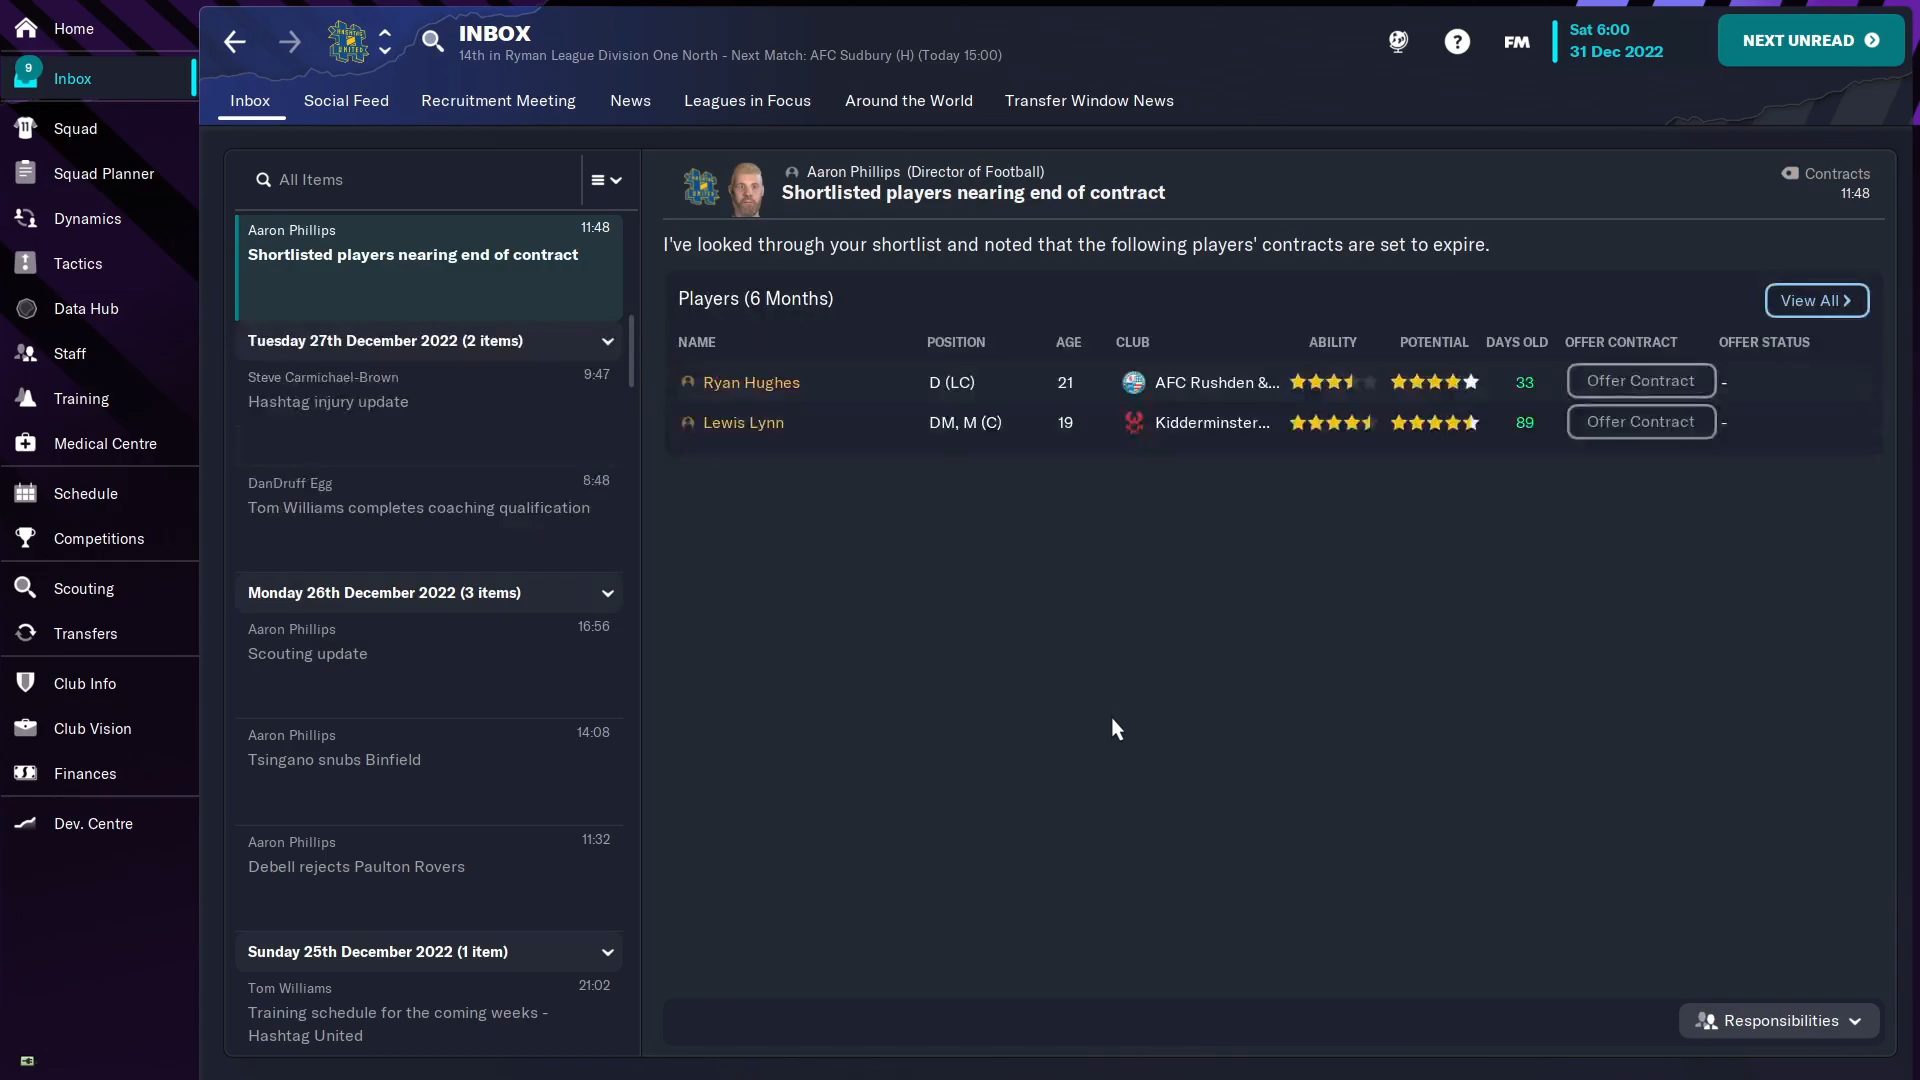 Home
9
Inbox
Squad
Squad Planner
Dynamics
Tactics
Data Hub
Staff
Training
Medical Centre
Schedule
Competitions
Scouting
Transfers
Club Info
Club Vision
Finances
Dev. Centre
INBOX
14th in Ryman League Division One North - Next Match: AFC Sudbury (H) (Today 15:00)
FM
Sat 6:00
31 Dec 2022
NEXT UNREAD
Inbox Social Feed Recruitment Meeting News Leagues in Focus Around the World Transfer Window News
All Items
Aaron Phillips 11:48
Shortlisted players nearing end of contract
Tuesday 27th December 2022 (2 items)
Steve Carmichael-Brown 9:47
Hashtag injury update
DanDruff Egg 8:48
Tom Williams completes coaching qualification
Monday 26th December 2022 (3 items)
Aaron Phillips 16:56
Scouting update
Aaron Phillips 14:08
Tsingano snubs Binfield
Aaron Phillips 11:32
Debell rejects Paulton Rovers
Sunday 25th December 2022 (1 item)
Tom Williams 21:02
Training schedule for the coming weeks -
Hashtag United
Aaron Phillips (Director of Football) Contracts
Shortlisted players nearing end of contract 11:48
I've looked through your shortlist and noted that the following players' contracts are set to expire.
Players (6 Months) View All
NAME POSITION AGE CLUB ABILITY POTENTIAL DAYS OLD OFFER CONTRACT OFFER STATUS
Ryan Hughes D (LC) 21 AFC Rushden &... 33 Offer Contract -
Lewis Lynn DM, M (C) 19 Kidderminster... 89 Offer Contract -
Responsibilities